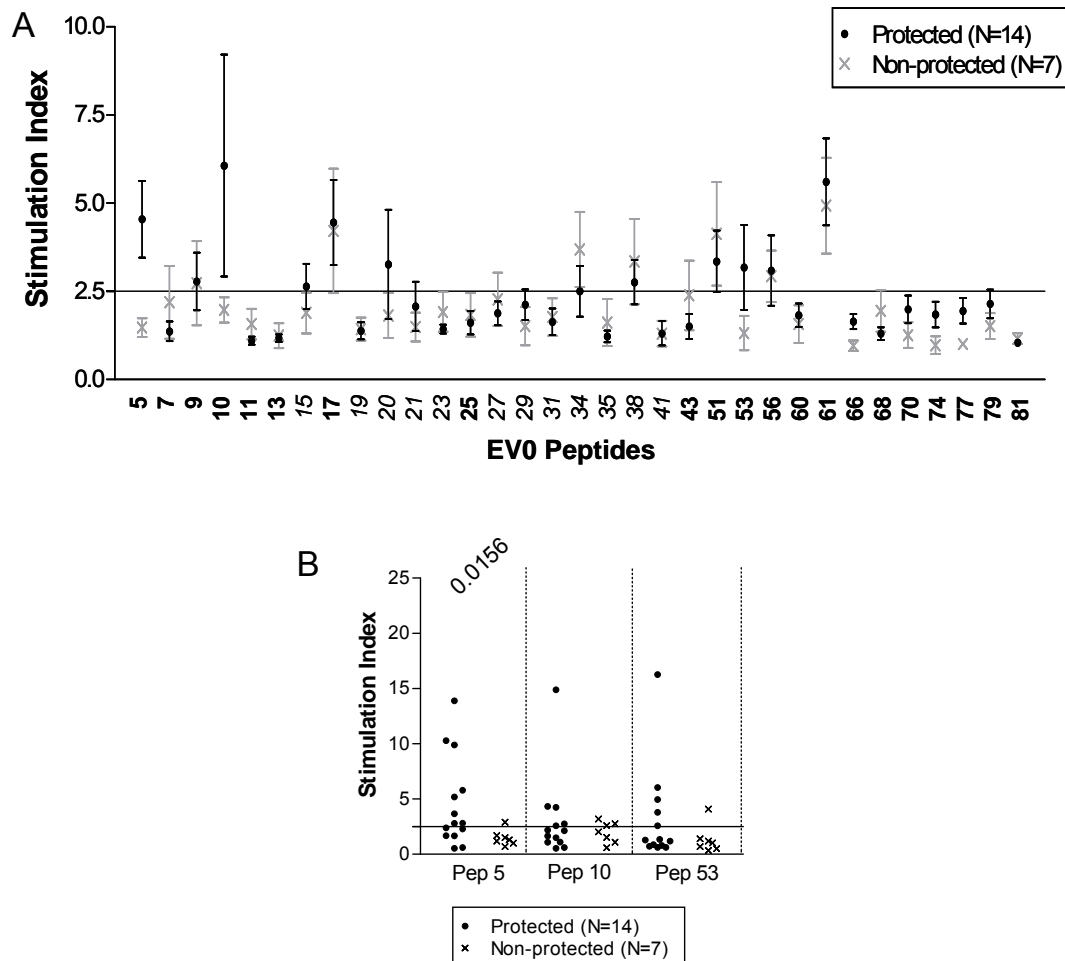 A
Stimulation Index
10.0
7.5
5.0
2.5
0.0
Protected (N=14)
Non-protected (N=7)
5 7 9 10 11 13 15 17 19 20 21 23 25 27 29 31 34 35 38 41 43 51 53 56 60 61 66 68 70 74 77 79 81
EV0 Peptides
B
0.0156
Stimulation Index
25
20
15
10
5
0
Pep 5 Pep 10 Pep 53
Protected (N=14)
Non-protected (N=7)